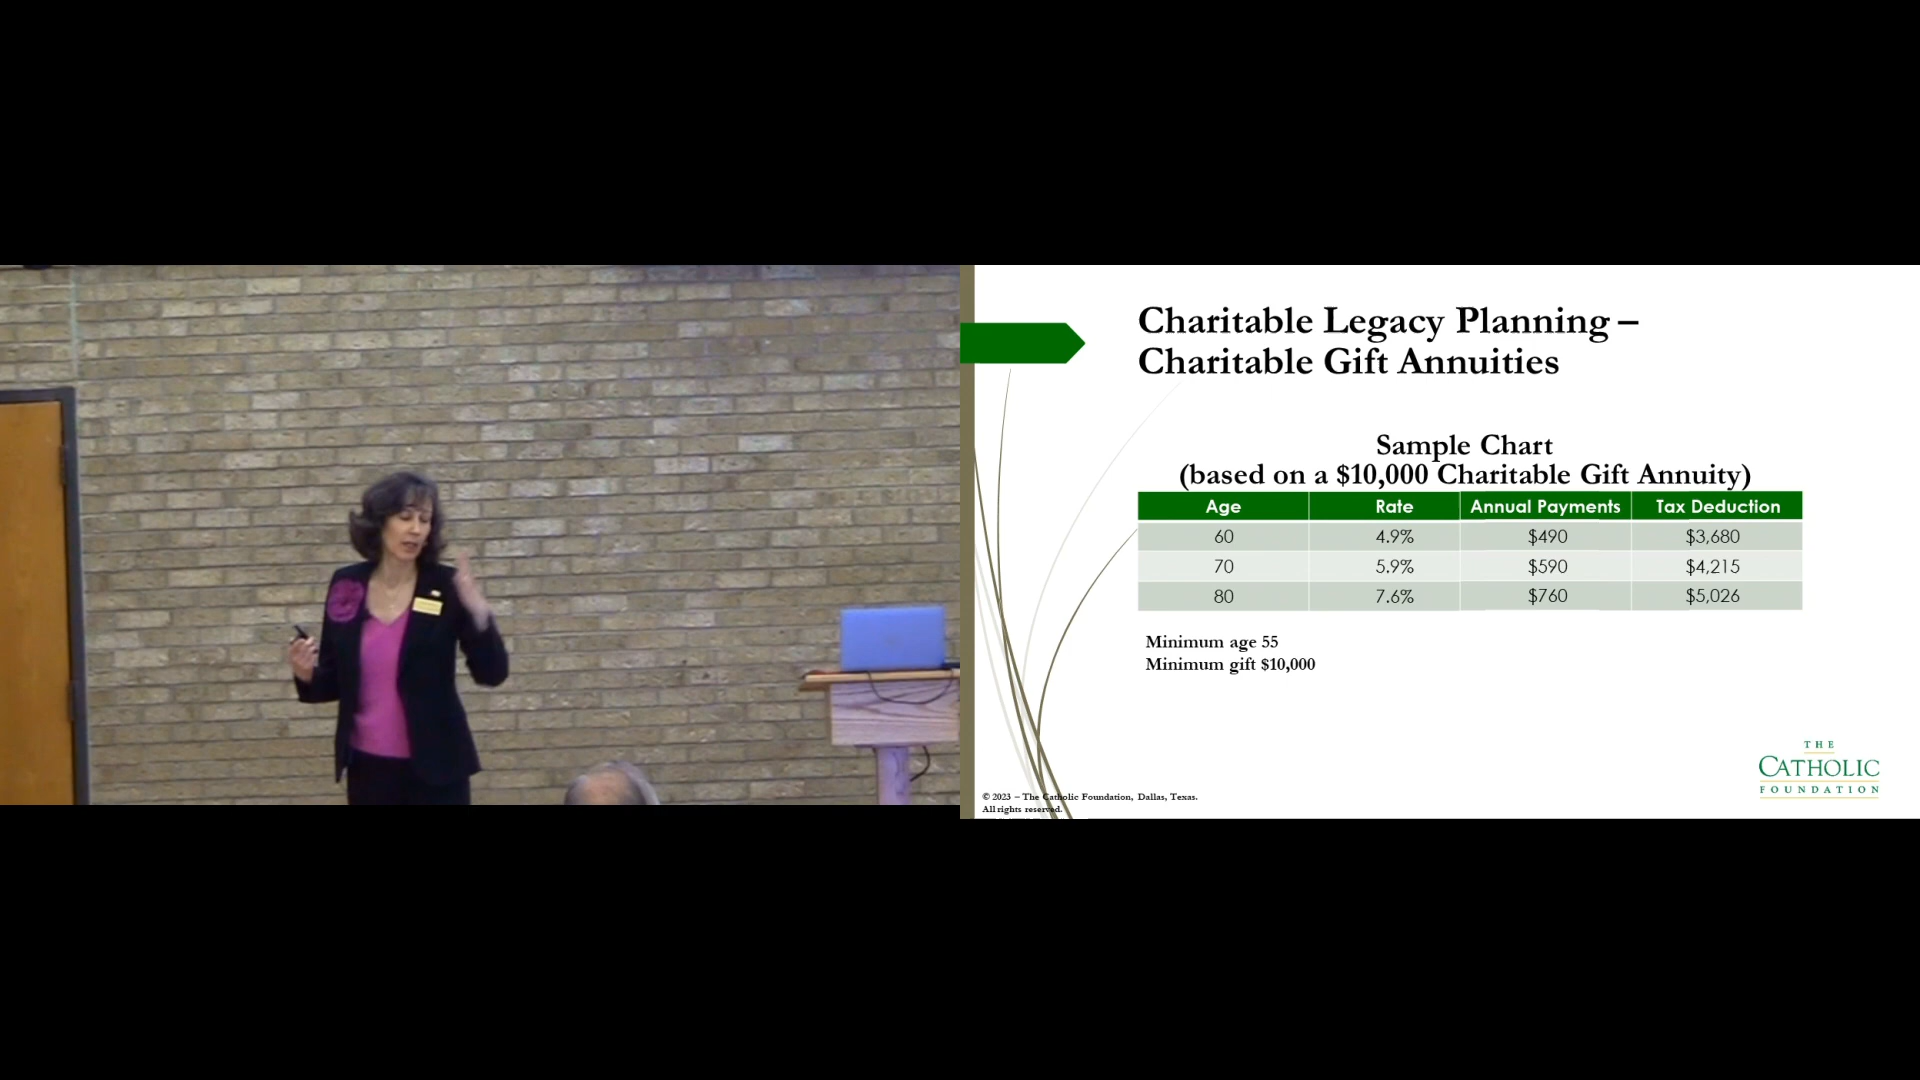 Charitable Legacy Planning –
Charitable Gift Annuities
Sample Chart
(based on a $10,000 Charitable Gift Annuity)
Age Rate Annual Payments Tax Deduction
60 4.9% $490 $3,680
70 5.9% $590 $4,215
80 7.6% $760 $5,026
Minimum age 55
Minimum gift $10,000
THE
CATHOLIC
FOUNDATION
© 2023 – The Catholic Foundation, Dallas, Texas.
All rights reserved.